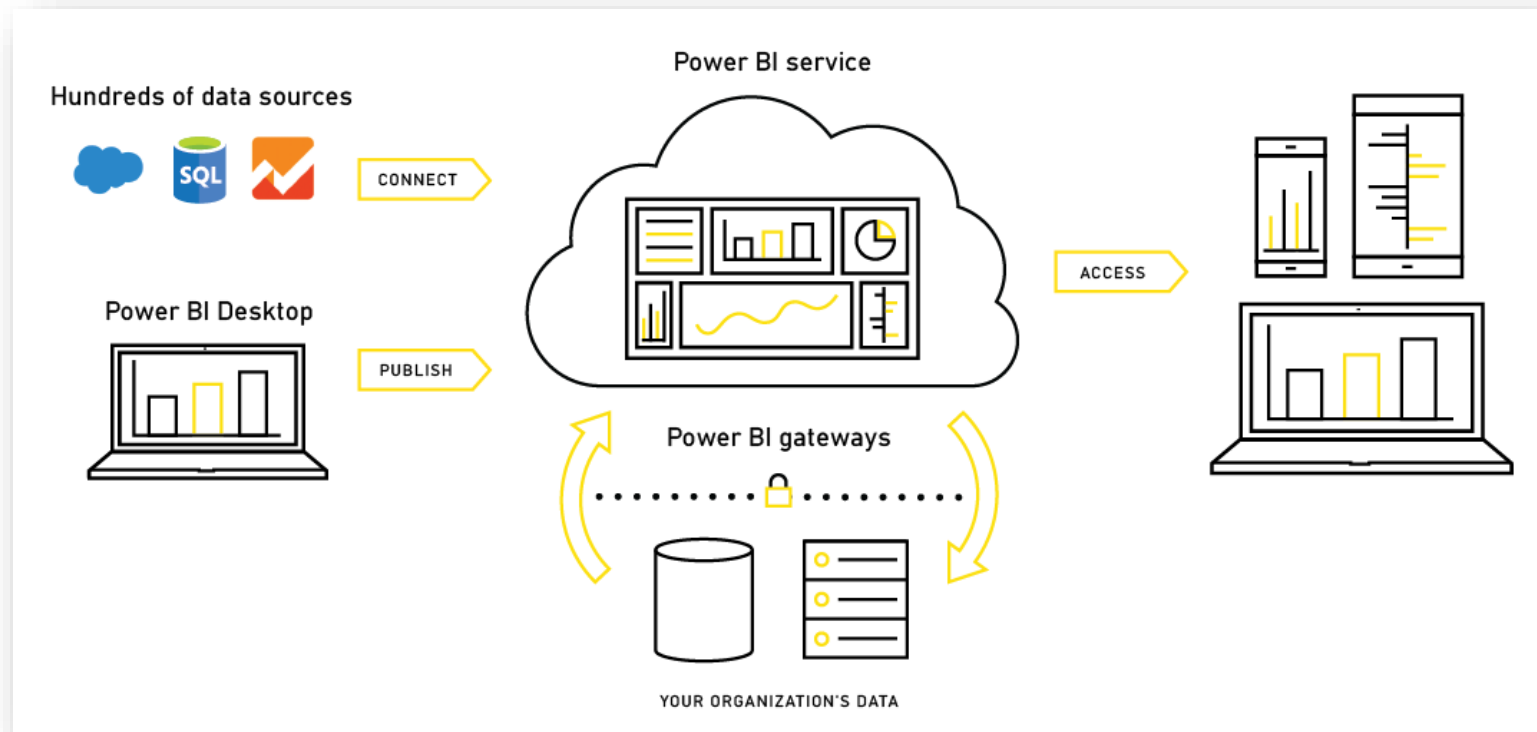 Power BI service
Hundreds of data sources
SQL
CONNECT
ACCESS
Power BI Desktop
PUBLISH
Power BI gateways
YOUR ORGANIZATION'S DATA